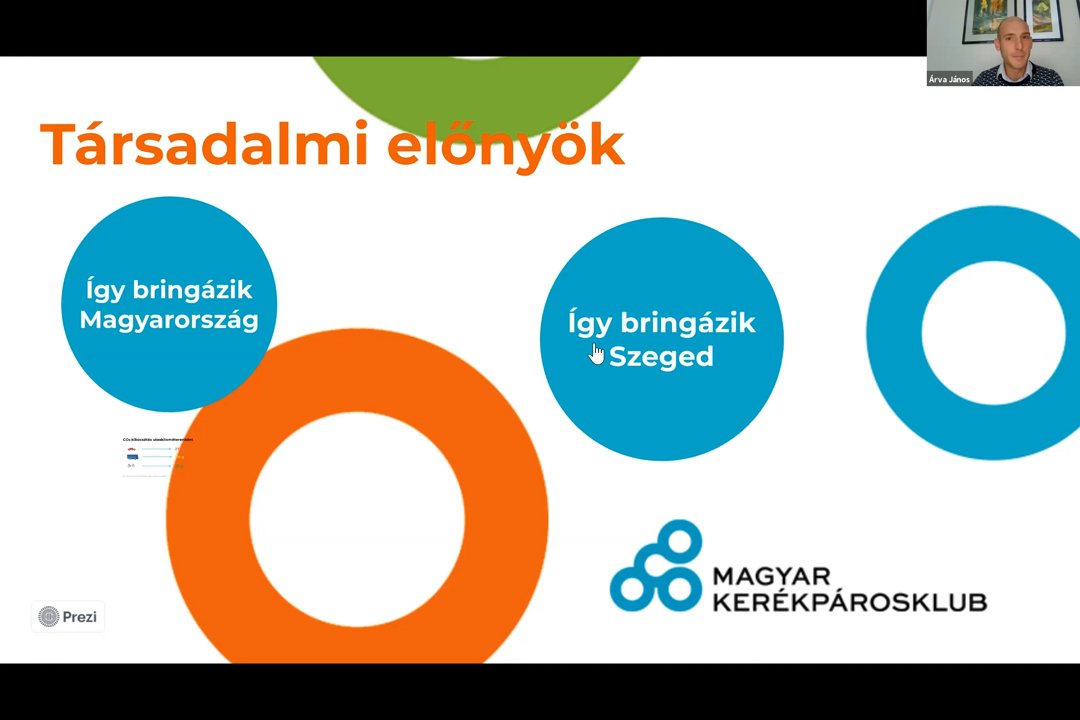 Árva János
Társadalmi előnyök
Így bringázik
Magyarország
Így bringázik
Szeged
MAGYAR
KERÉKPÁROSKLUB
Prezi